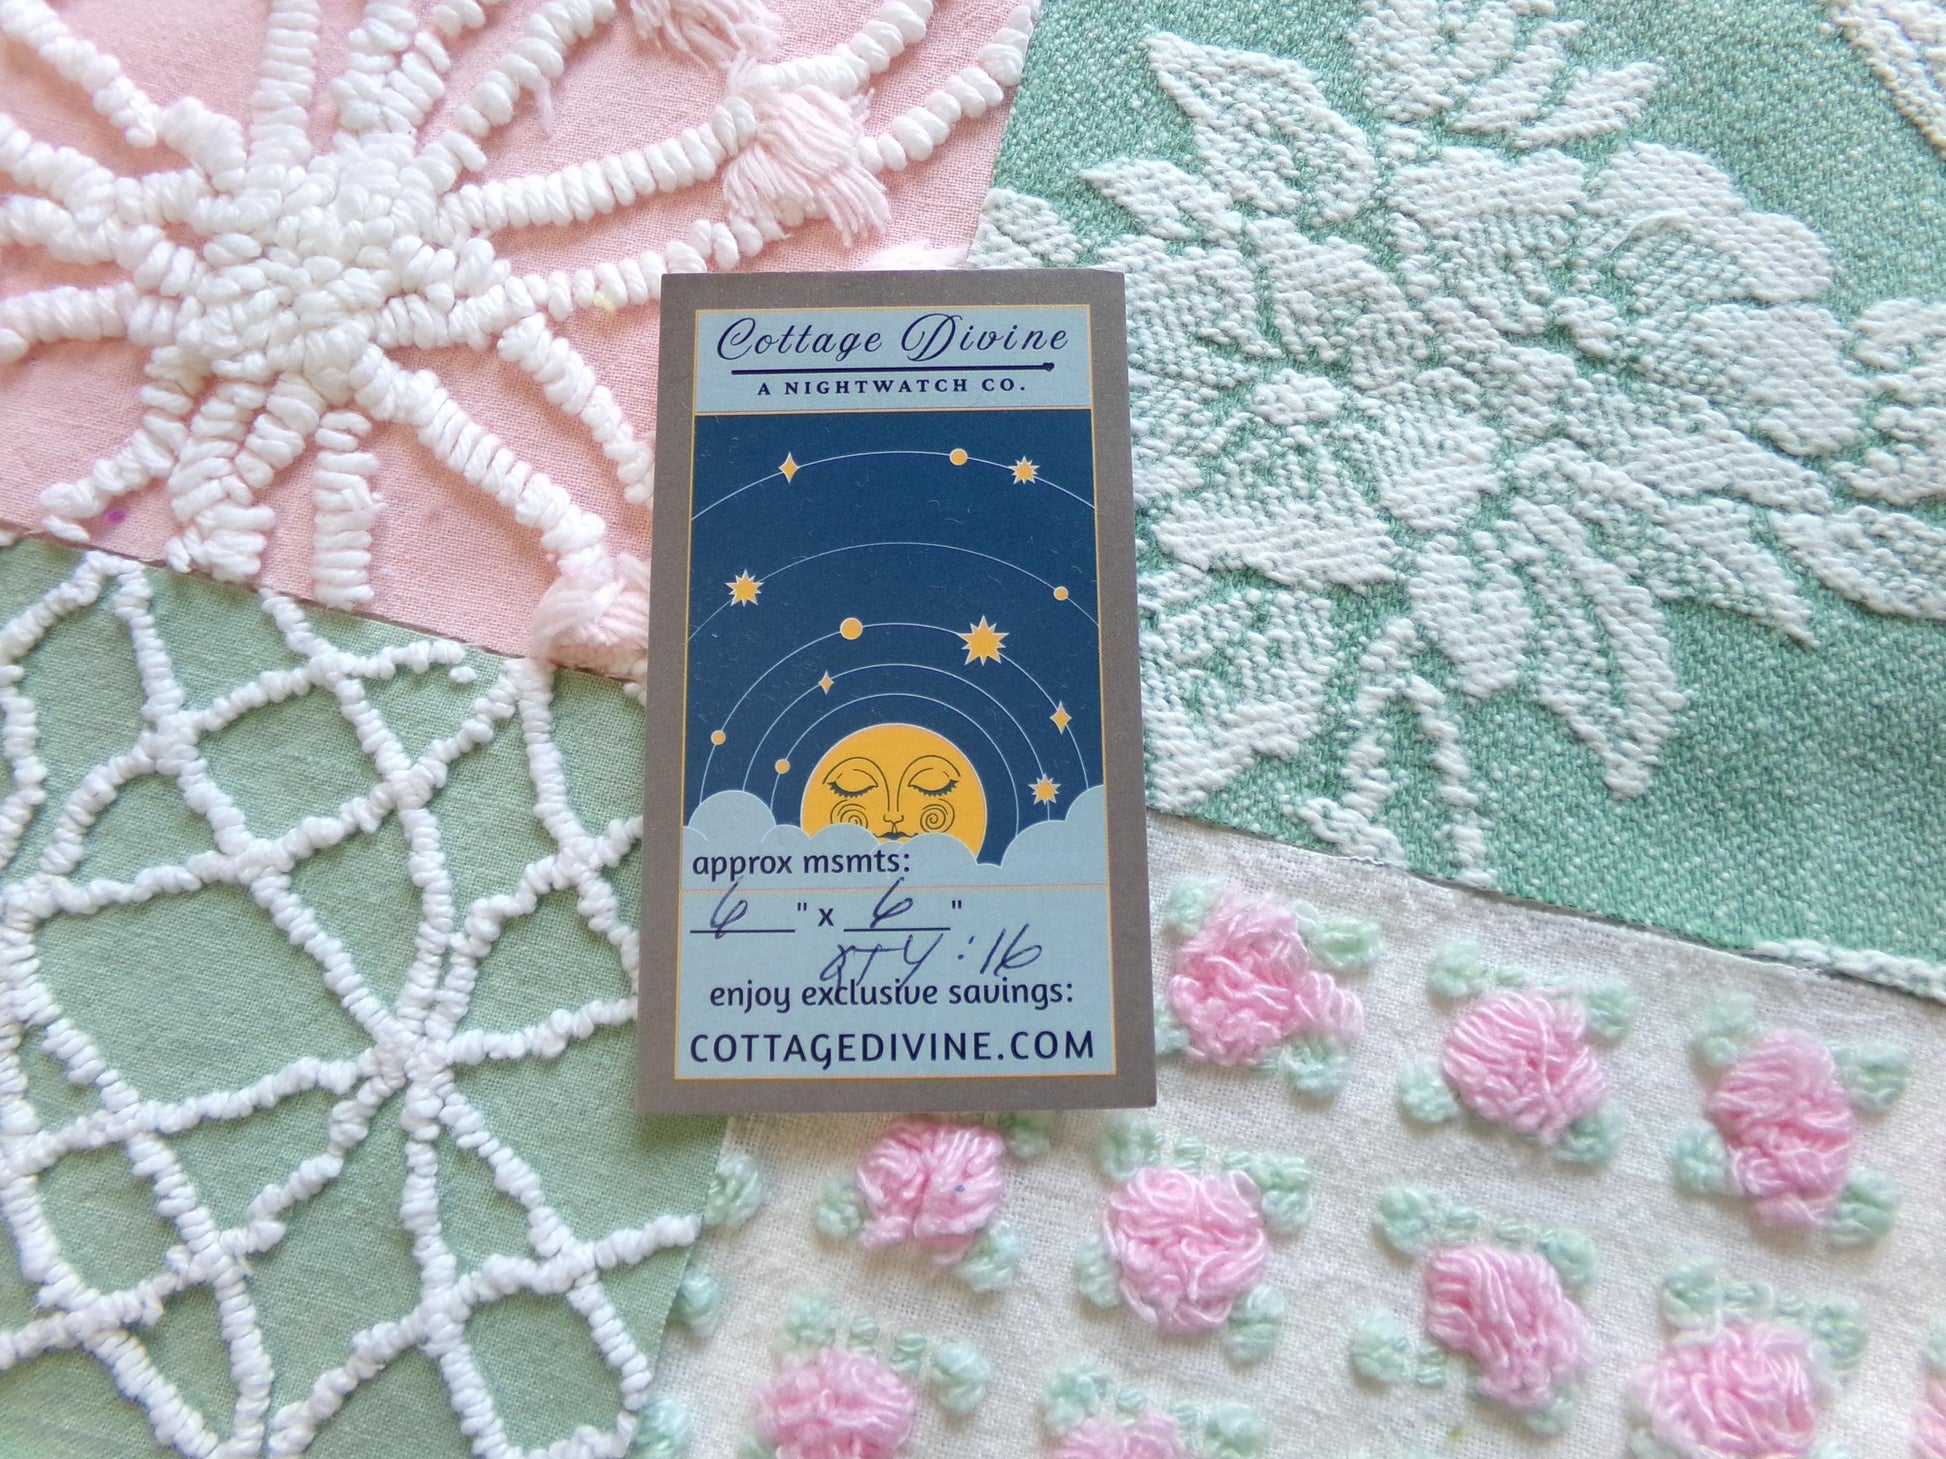 Cottage Divine
A NIGHTWATCH CO.
approx msmts:
6 " x 6 "
QTY : 16
enjoy exclusive savings:
COTTAGEDIVINE.COM